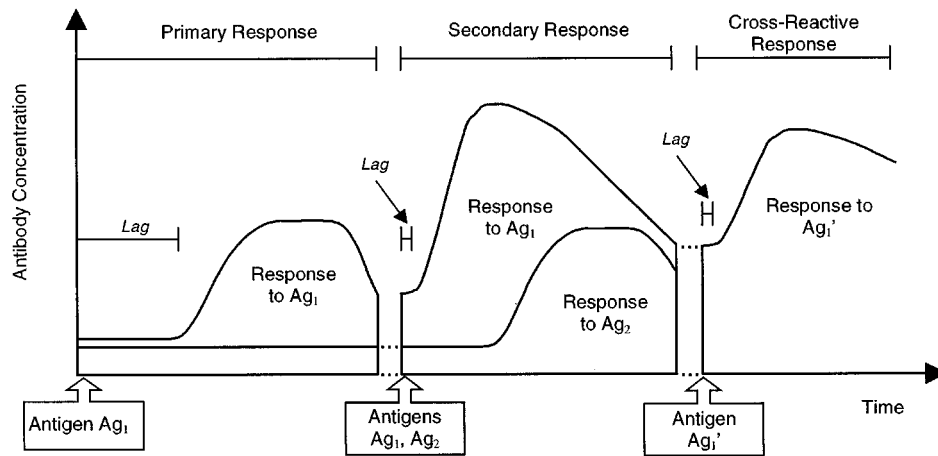 Primary Response
Secondary Response
Cross-Reactive
Response
Antibody Concentration
Lag
Lag
Lag
Response
to Ag₁
Response
to Ag₁
Response
to Ag₂
Response to
Ag₁’
Antigen Ag₁
Antigens
Ag₁, Ag₂
Antigen
Ag₁’
Time